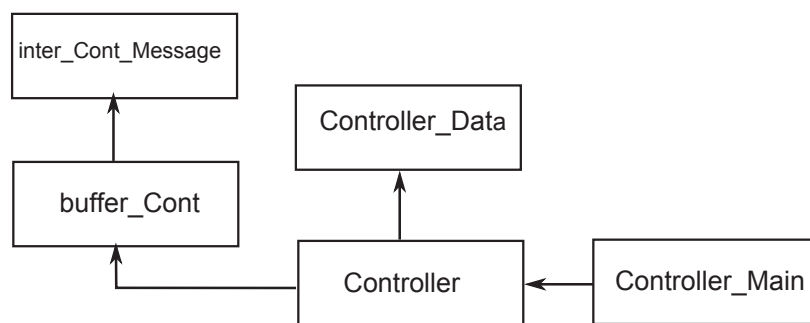 inter_Cont_Message
Controller_Data
buffer_Cont
Controller
Controller_Main